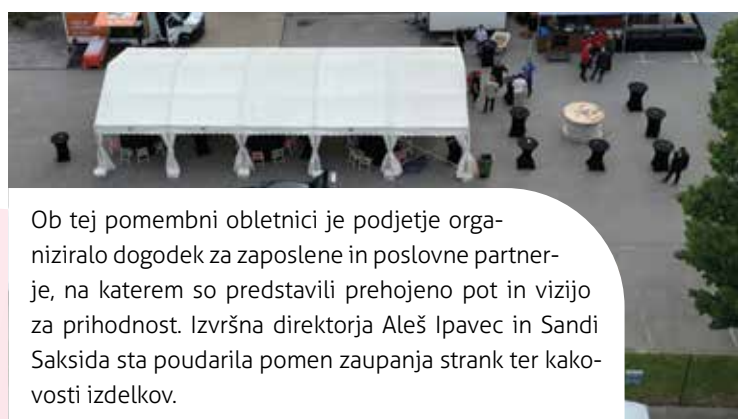 Ob tej pomembni obletnici je podjetje orga-
niziralo dogodek za zaposlene in poslovne partner-
je, na katerem so predstavili prehojeno pot in vizijo
za prihodnost. Izvršna direktorja Aleš Ipavec in Sandi
Saksida sta poudarila pomen zaupanja strank ter kako-
vosti izdelkov.